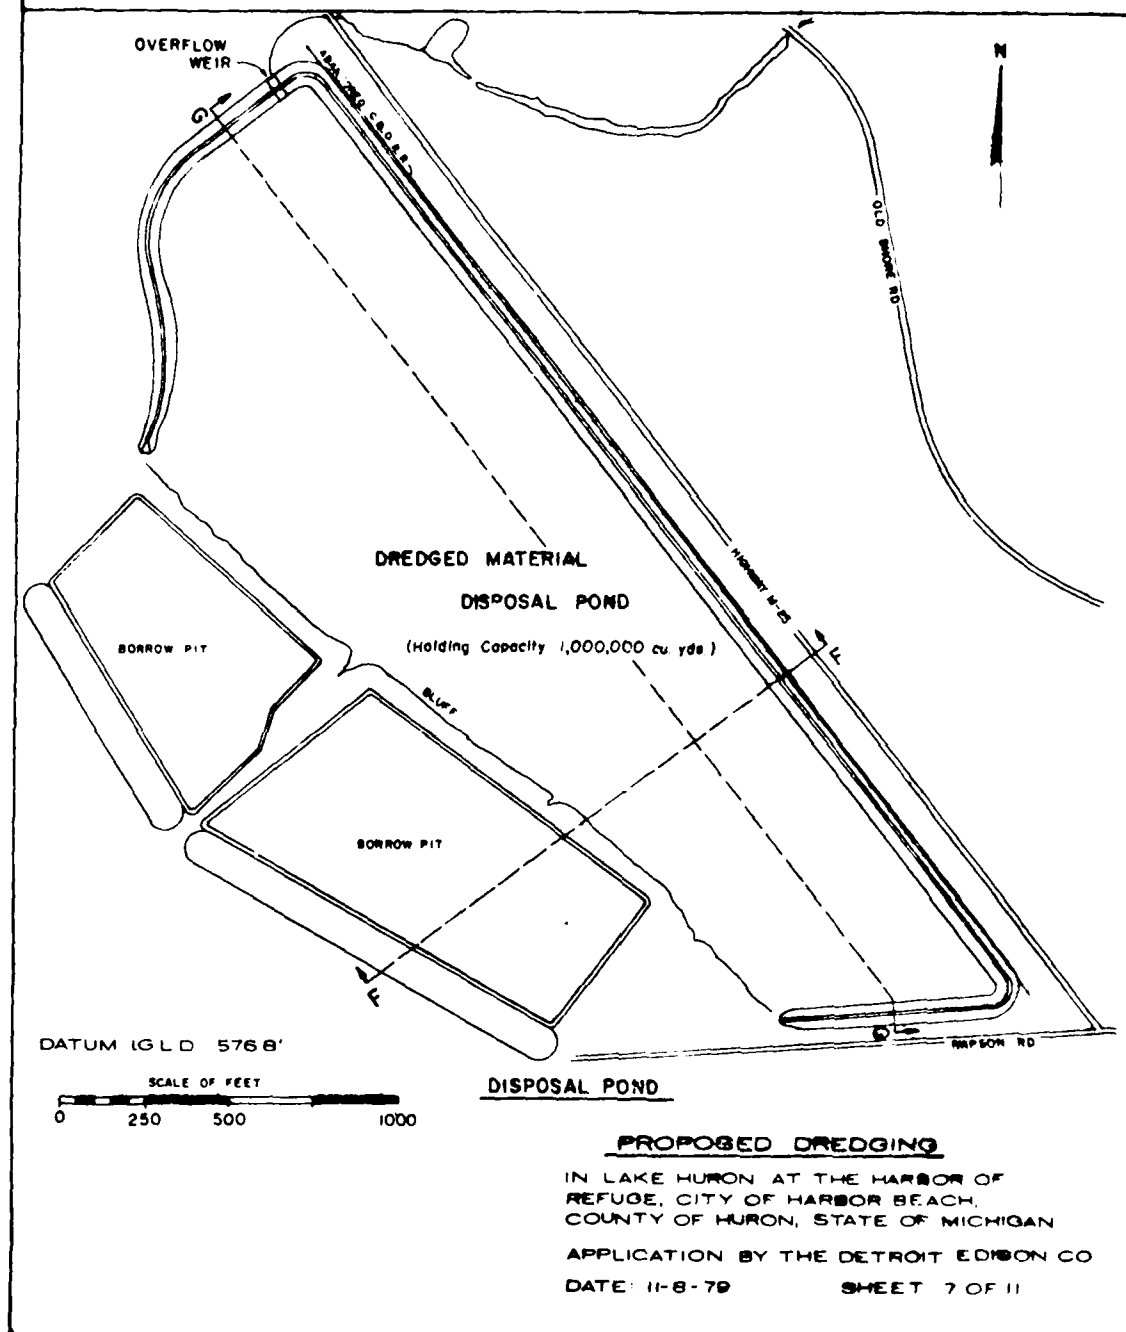 OVERFLOW
WEIR
N
G
C.& O. R.R.
OLD SHORE RD
HIGHWAY M-25
DREDGED MATERIAL
DISPOSAL POND
(Holding Capacity 1,000,000 cu. yds.)
F
BORROW PIT
BLUFF
BORROW PIT
F
G
RAPSON RD
DATUM IGLD 576.8'
SCALE OF FEET
0 250 500 1000
DISPOSAL POND
PROPOSED DREDGING
IN LAKE HURON AT THE HARBOR OF
REFUGE, CITY OF HARBOR BEACH,
COUNTY OF HURON, STATE OF MICHIGAN
APPLICATION BY THE DETROIT EDISON CO
DATE: 11-8-79 SHEET 7 OF 11